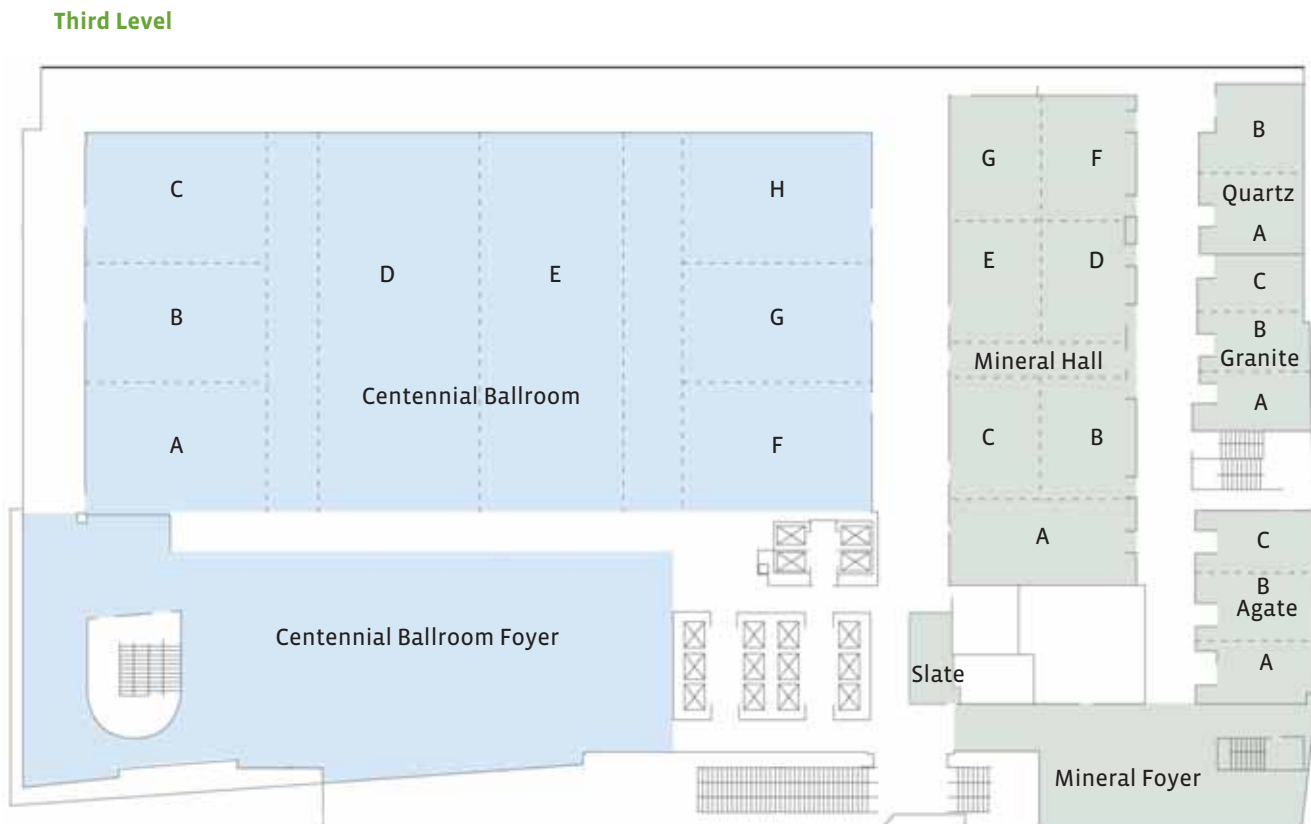 Third Level
C
H
G
F
B
Quartz
A
D
E
E
D
C
B
G
B
Mineral Hall
Granite
Centennial Ballroom
A
A
F
C
B
A
C
B
Agate
Centennial Ballroom Foyer
A
Slate
Mineral Foyer